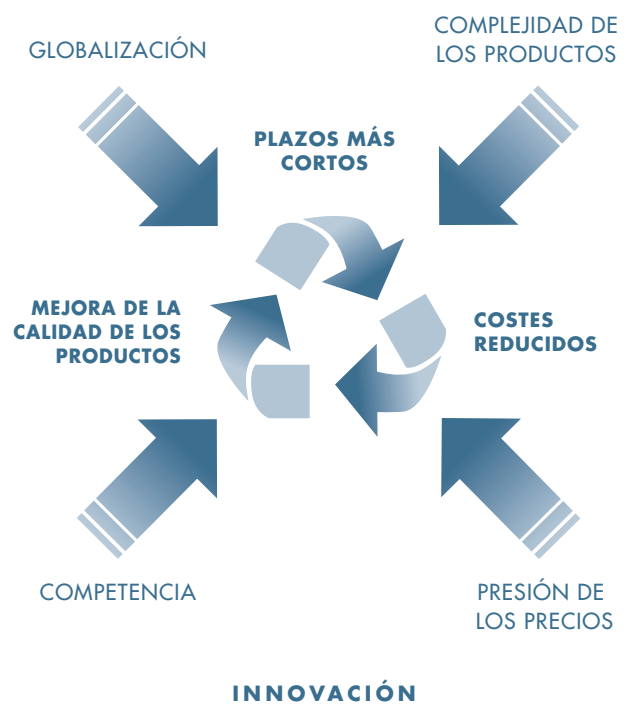 GLOBALIZACIÓN
COMPLEJIDAD DE
LOS PRODUCTOS
PLAZOS MÁS
CORTOS
MEJORA DE LA
CALIDAD DE LOS
PRODUCTOS
COSTES
REDUCIDOS
COMPETENCIA
PRESIÓN DE
LOS PRECIOS
INNOVACIÓN